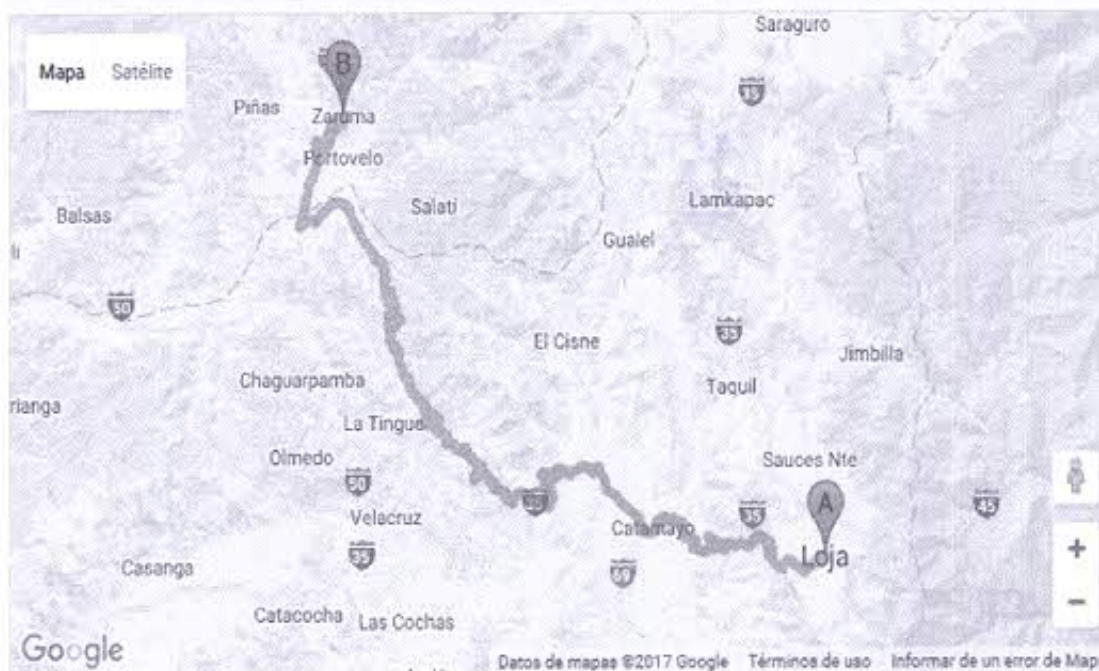 Saraguro
Mapa Satélite
B
35
Piñas
Zaruma
Portovelo
Balsas
Salati
Lamkapac
Gualel
50
El Cisne
35
Jimbilla
Chaguarpamba
Taquil
rianga
La Tingue
Olmedo
Sauces Nte
50
35
A
35
45
Velacruz
Catamayo
Loja
35
69
Casanga
Catacocha
Las Cochas
+
−
Google
Datos de mapas ©2017 Google Términos de uso Informar de un error de Map